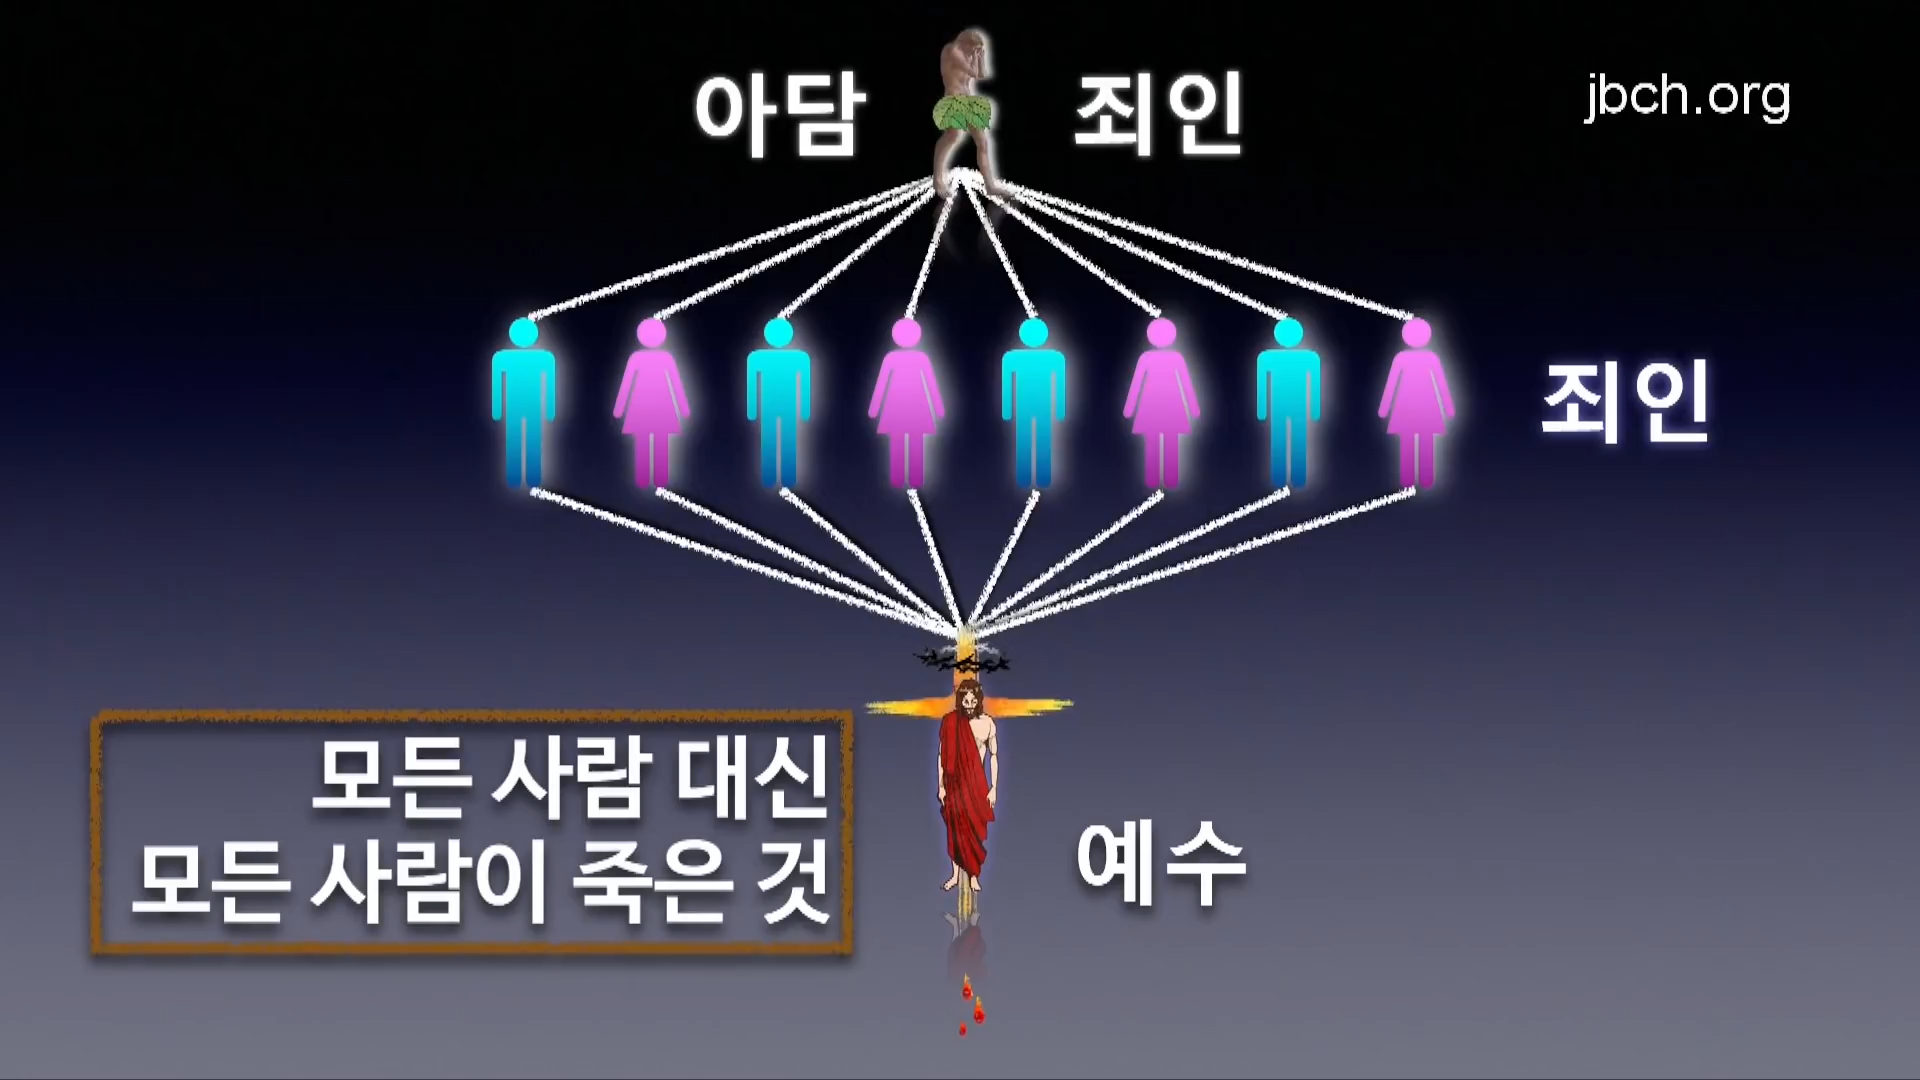 아담 죄인
jbch.org
죄인
모든 사람 대신
모든 사람이 죽은 것
예수